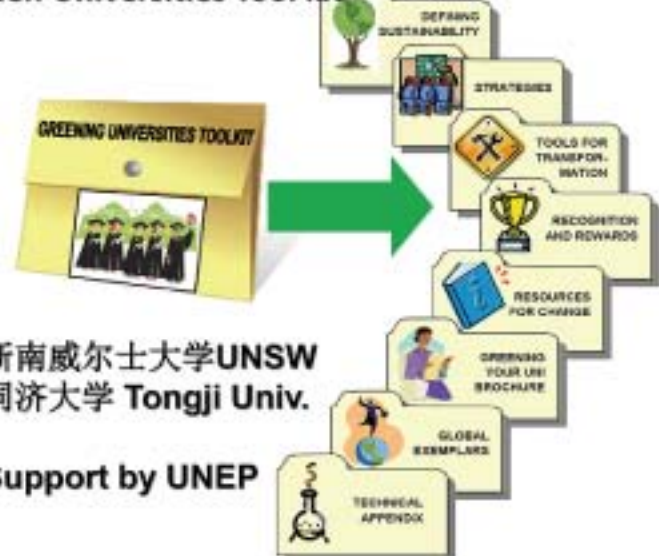 Universities Toolkit
DEFINING
SUSTAINABILITY
STRATEGIES
TOOLS FOR
TRANSFOR-
MATION
RECOGNITION
AND REWARDS
RESOURCES
FOR CHANGE
GREENING
YOUR UNI
BROCHURE
GLOBAL
EXEMPLARS
TECHNICAL
APPENDIX
GREENING UNIVERSITIES TOOLKIT
新南威尔士大学UNSW
同济大学 Tongji Univ.
Support by UNEP